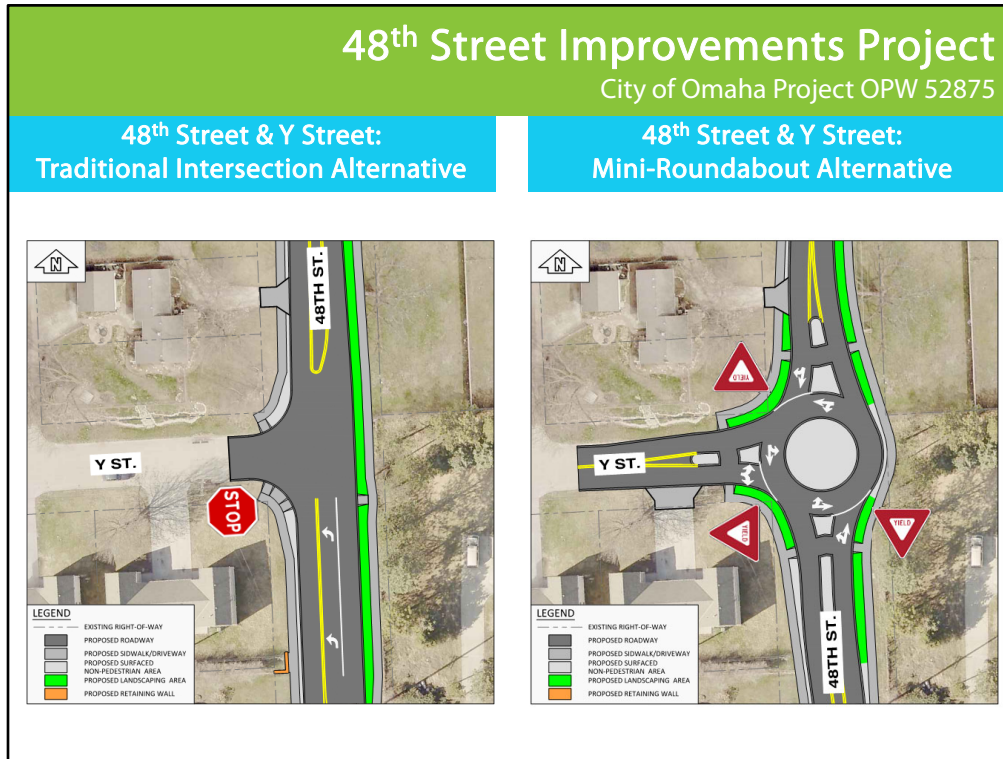 48th Street Improvements Project
City of Omaha Project OPW 52875
48th Street & Y Street:
Traditional Intersection Alternative
48th Street & Y Street:
Mini-Roundabout Alternative
N
48TH ST.
Y ST.
STOP
LEGEND
EXISTING RIGHT-OF-WAY
PROPOSED ROADWAY
PROPOSED SIDWALK/DRIVEWAY
PROPOSED SURFACED
NON-PEDESTRIAN AREA
PROPOSED LANDSCAPING AREA
PROPOSED RETAINING WALL
N
YIELD
Y ST.
YIELD
YIELD
48TH ST.
LEGEND
EXISTING RIGHT-OF-WAY
PROPOSED ROADWAY
PROPOSED SIDWALK/DRIVEWAY
PROPOSED SURFACED
NON-PEDESTRIAN AREA
PROPOSED LANDSCAPING AREA
PROPOSED RETAINING WALL